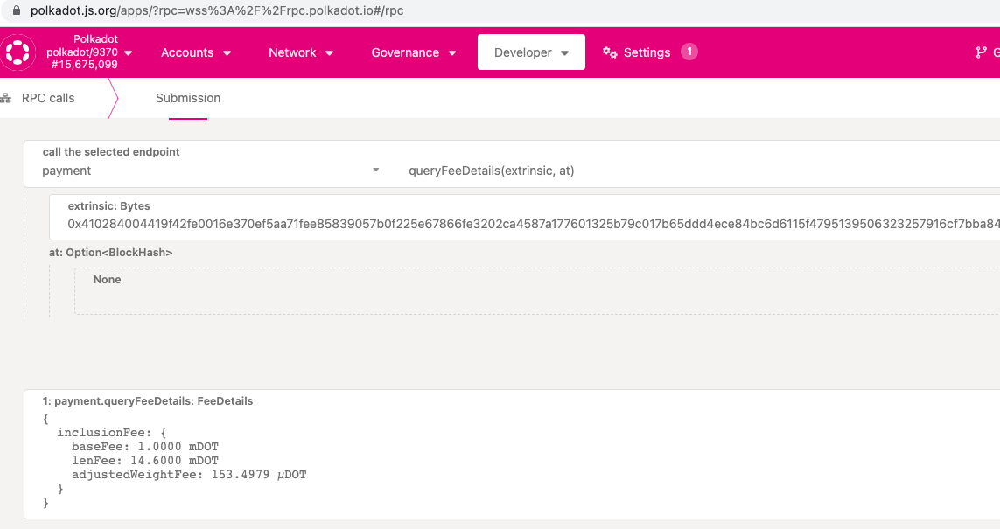 polkadot.js.org/apps/?rpc=wss%3A%2F%2Frpc.polkadot.io#/rpc
Polkadot
polkadot/9370
#15,675,099
Accounts
Network
Governance
Developer
Settings
1
G
RPC calls
Submission
call the selected endpoint
payment
queryFeeDetails(extrinsic, at)
extrinsic: Bytes
0x410284004419f42fe0016e370ef5aa71fee85839057b0f225e67866fe3202ca4587a177601325b79c017b65ddd4ece84bc6d6115f4795139506323257916cf7bba84
at: Option<BlockHash>
None
1: payment.queryFeeDetails: FeeDetails
{
inclusionFee: {
baseFee: 1.0000 mDOT
lenFee: 14.6000 mDOT
adjustedWeightFee: 153.4979 µDOT
}
}